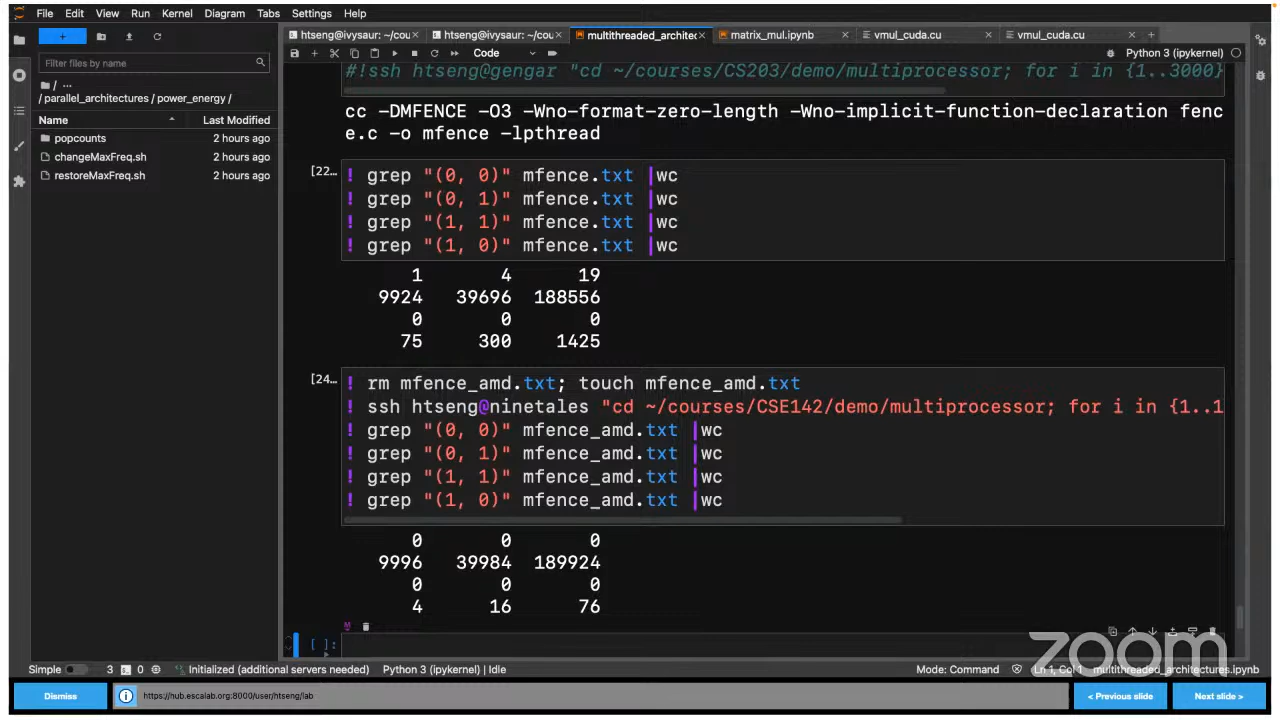 File Edit View Run Kernel Diagram Tabs Settings Help
htseng@ivysaur: ~/cou
htseng@ivysaur: ~/cou
multithreaded_architec
matrix_mul.ipynb
vmul_cuda.cu
vmul_cuda.cu
Code
Python 3 (ipykernel)
Filter files by name
/ ...
/ parallel_architectures / power_energy /
Name Last Modified
popcounts 2 hours ago
changeMaxFreq.sh 2 hours ago
restoreMaxFreq.sh 2 hours ago
#!ssh htseng@gengar "cd ~/courses/CS203/demo/multiprocessor; for i in {1..3000}
cc -DMFENCE -O3 -Wno-format-zero-length -Wno-implicit-function-declaration fenc
e.c -o mfence -lpthread
[22...
! grep "(0, 0)" mfence.txt |wc
! grep "(0, 1)" mfence.txt |wc
! grep "(1, 1)" mfence.txt |wc
! grep "(1, 0)" mfence.txt |wc
1 4 19
9924 39696 188556
0 0 0
75 300 1425
[24...
! rm mfence_amd.txt; touch mfence_amd.txt
! ssh htseng@ninetales "cd ~/courses/CSE142/demo/multiprocessor; for i in {1..1
! grep "(0, 0)" mfence_amd.txt |wc
! grep "(0, 1)" mfence_amd.txt |wc
! grep "(1, 1)" mfence_amd.txt |wc
! grep "(1, 0)" mfence_amd.txt |wc
0 0 0
9996 39984 189924
0 0 0
4 16 76
[ ]:
zoom
Simple 3 0 Initialized (additional servers needed) Python 3 (ipykernel) | Idle Mode: Command Ln 1, Col 1 multithreaded_architectures.ipynb
Dismiss https://hub.escalab.org:8000/user/htseng/lab < Previous slide Next slide >